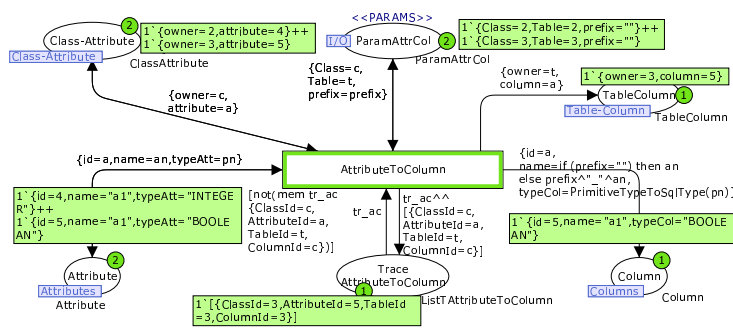 <<PARAMS>>
2
1`{owner=2,attribute=4}++
1`{owner=3,attribute=5}
Class-Attribute
Class-Attribute
ClassAttribute
I/O
ParamAttrCol
2
1`{Class=2,Table=2,prefix=""}++
1`{Class=3,Table=3,prefix=""}
ParamAttrCol
{Class=c,
Table=t,
prefix=prefix}
{owner=t,
column=a}
1`{owner=3,column=5}
TableColumn
1
Table-Column
TableColumn
{owner=c,
attribute=a}
{id=a,name=an,typeAtt=pn}
AttributeToColumn
{id=a,
name=if (prefix="") then an
else prefix^"_"^an,
typeCol=PrimitiveTypeToSqlType(pn)}
1`{id=4,name="a1",typeAtt="INTEGE
R"}++
1`{id=5,name="a1",typeAtt="BOOLE
AN"}
[not(mem tr_ac
{ClassId=c,
AttributeId=a,
TableId=t,
ColumnId=c})]
tr_ac
tr_ac^^
[{ClassId=c,
AttributeId=a,
TableId=t,
ColumnId=c}]
1`{id=5,name="a1",typeCol="BOOLE
AN"}
2
Attribute
Attributes
Attribute
Trace
AttributeToColumn
1
ListTAttributeToColumn
1`[{ClassId=3,AttributeId=5,TableId
=3,ColumnId=3}]
1
Column
Columns
Column